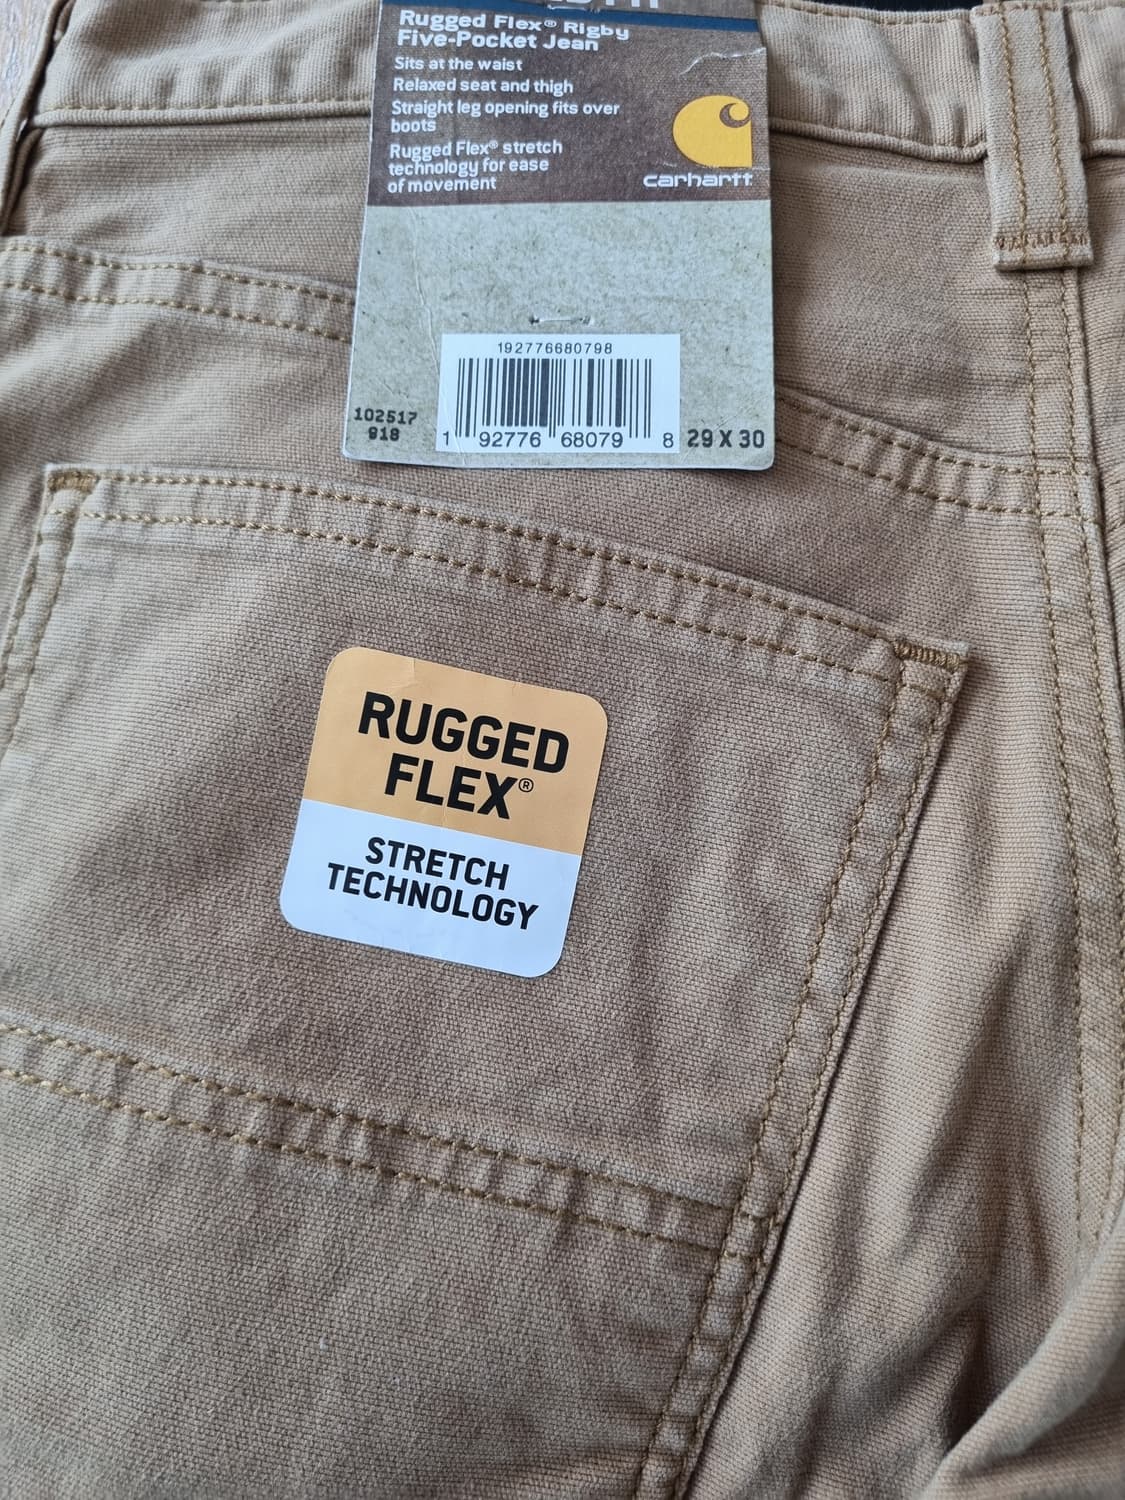 Rugged Flex® Rigby
Five-Pocket Jean
Sits at the waist
Relaxed seat and thigh
Straight leg opening fits over
boots
Rugged Flex® stretch
technology for ease
of movement
carhartt
192776680798
102517
918
1 92776 68079 8
29 X 30
RUGGED
FLEX®
STRETCH
TECHNOLOGY